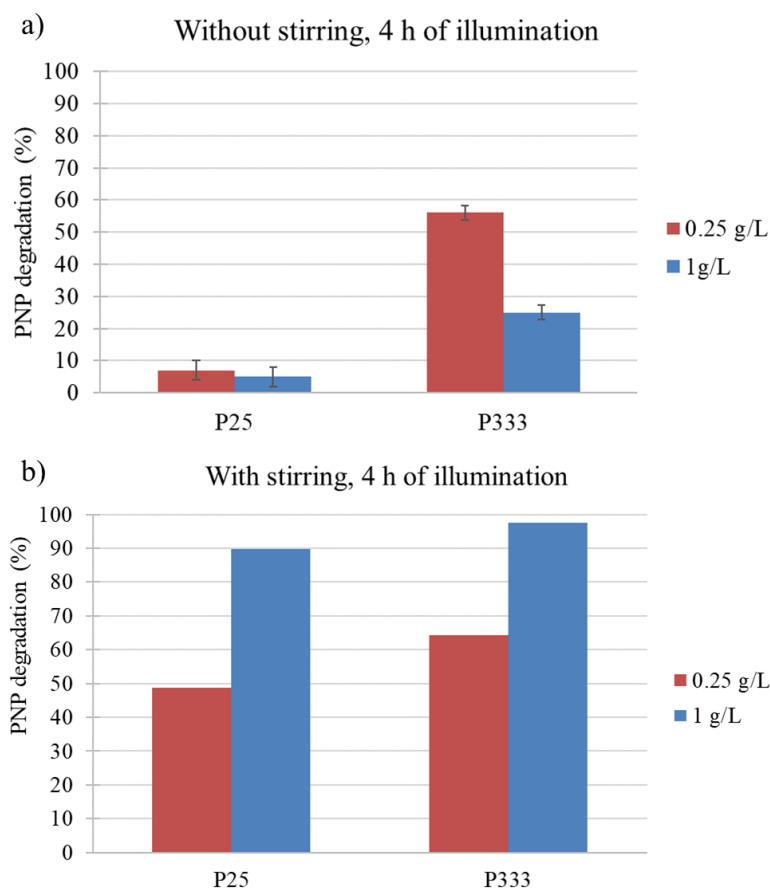 a)
Without stirring, 4 h of illumination
PNP degradation (%)
100
90
80
70
60
50
40
30
20
10
0
P25
P333
0.25 g/L
1g/L
b)
With stirring, 4 h of illumination
PNP degradation (%)
100
90
80
70
60
50
40
30
20
10
0
P25
P333
0.25 g/L
1 g/L